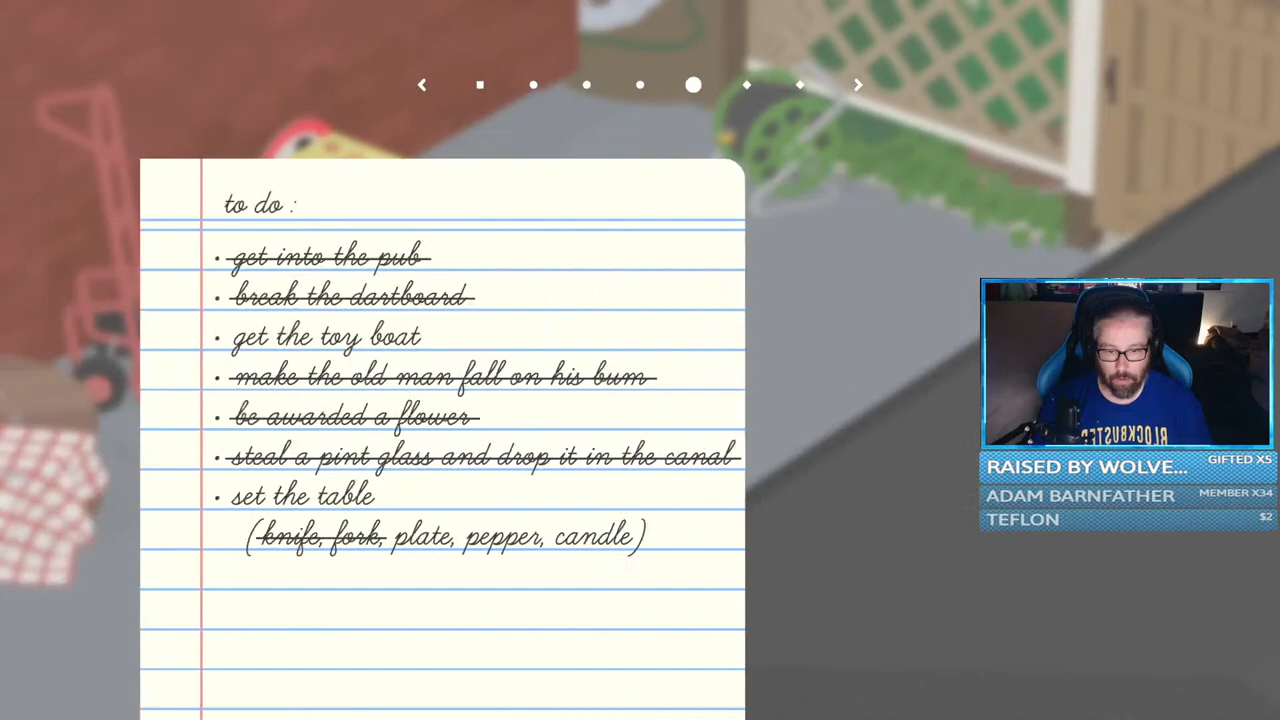 to do :
• get into the pub
• break the dartboard
• get the toy boat
• make the old man fall on his bum
• be awarded a flower
• steal a pint glass and drop it in the canal
• set the table
(knife, fork, plate, pepper, candle)
BLOCKBUSTER
RAISED BY WOLVE... GIFTED X5
ADAM BARNFATHER MEMBER X34
TEFLON $2